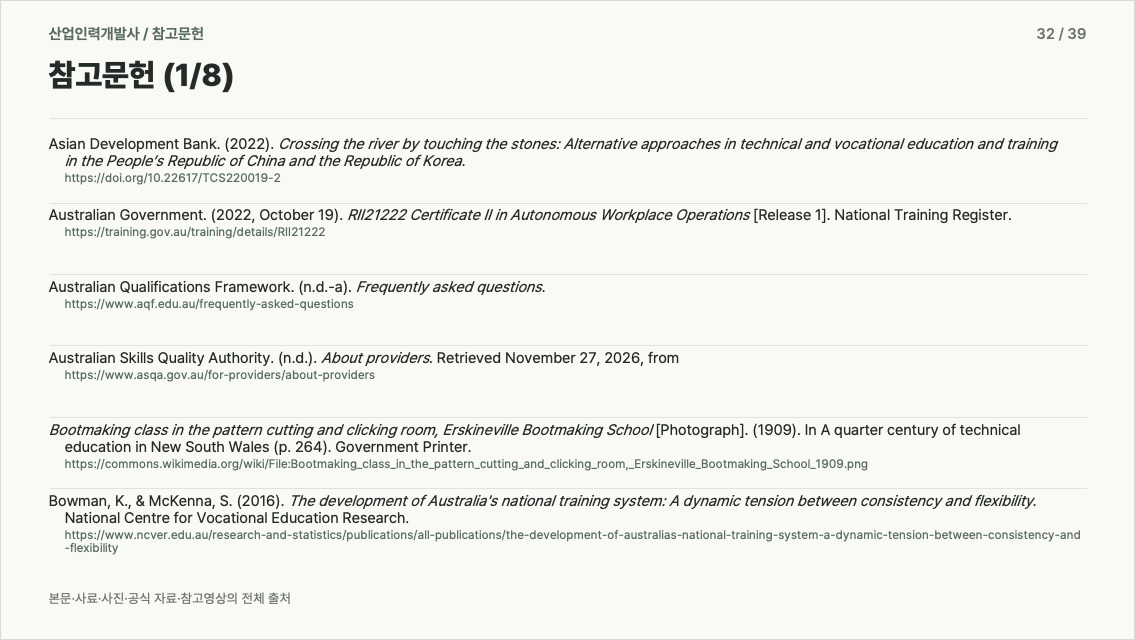 산업인력개발사 / 참고문헌
32 / 39
참고문헌 (1/8)
Asian Development Bank. (2022). Crossing the river by touching the stones: Alternative approaches in technical and vocational education and training
in the People’s Republic of China and the Republic of Korea.
https://doi.org/10.22617/TCS220019-2
Australian Government. (2022, October 19). RII21222 Certificate II in Autonomous Workplace Operations [Release 1]. National Training Register.
https://training.gov.au/training/details/RII21222
Australian Qualifications Framework. (n.d.-a). Frequently asked questions.
https://www.aqf.edu.au/frequently-asked-questions
Australian Skills Quality Authority. (n.d.). About providers. Retrieved November 27, 2026, from
https://www.asqa.gov.au/for-providers/about-providers
Bootmaking class in the pattern cutting and clicking room, Erskineville Bootmaking School [Photograph]. (1909). In A quarter century of technical
education in New South Wales (p. 264). Government Printer.
https://commons.wikimedia.org/wiki/File:Bootmaking_class_in_the_pattern_cutting_and_clicking_room,_Erskineville_Bootmaking_School_1909.png
Bowman, K., & McKenna, S. (2016). The development of Australia's national training system: A dynamic tension between consistency and flexibility.
National Centre for Vocational Education Research.
https://www.ncver.edu.au/research-and-statistics/publications/all-publications/the-development-of-australias-national-training-system-a-dynamic-tension-between-consistency-and
-flexibility
본문·사료·사진·공식 자료·참고영상의 전체 출처